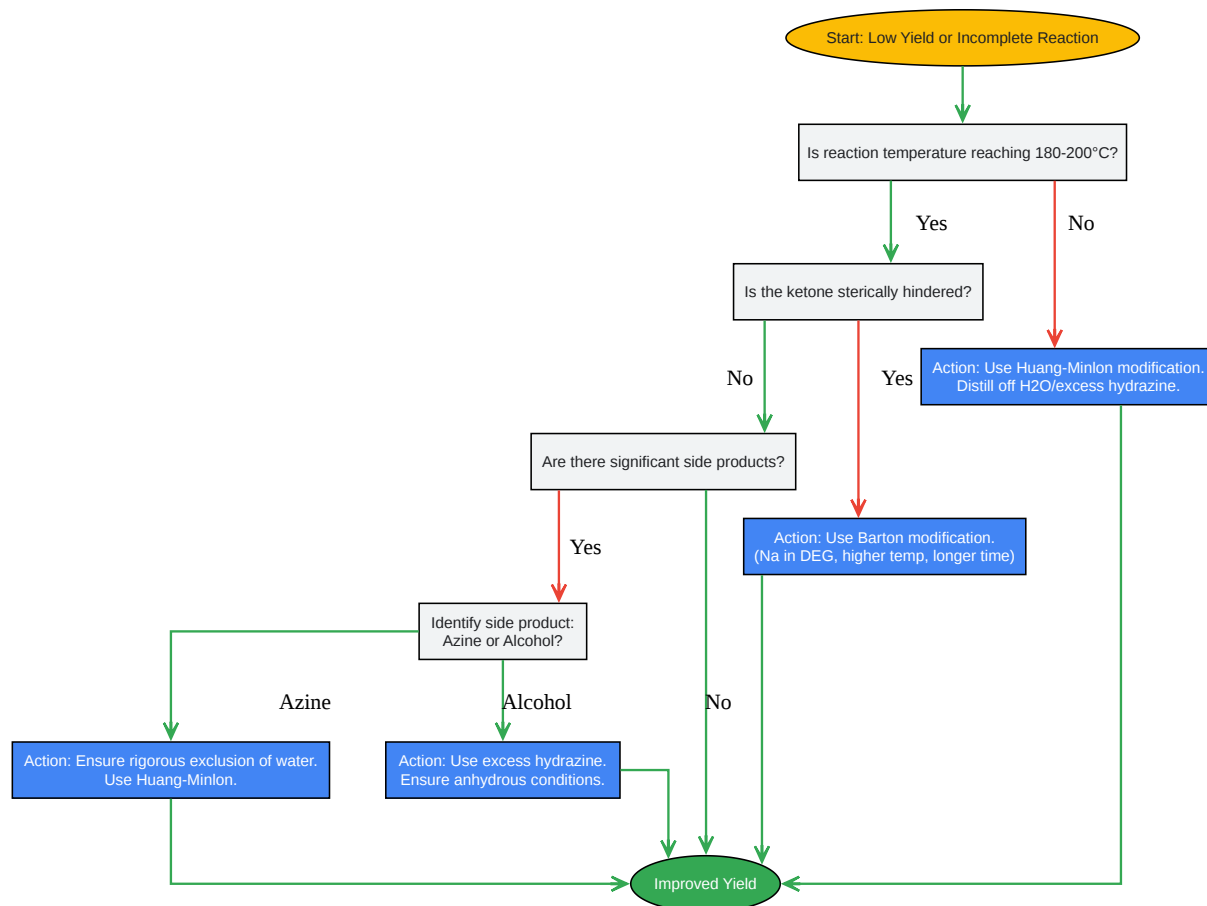 Start: Low Yield or Incomplete Reaction
Is reaction temperature reaching 180-200°C?
Yes
No
Is the ketone sterically hindered?
No
Yes
Action: Use Huang-Minlon modification.
Distill off H2O/excess hydrazine.
Are there significant side products?
Yes
Action: Use Barton modification.
(Na in DEG, higher temp, longer time)
Identify side product:
Azine or Alcohol?
Azine
Alcohol
No
Action: Ensure rigorous exclusion of water.
Use Huang-Minlon.
Action: Use excess hydrazine.
Ensure anhydrous conditions.
Improved Yield